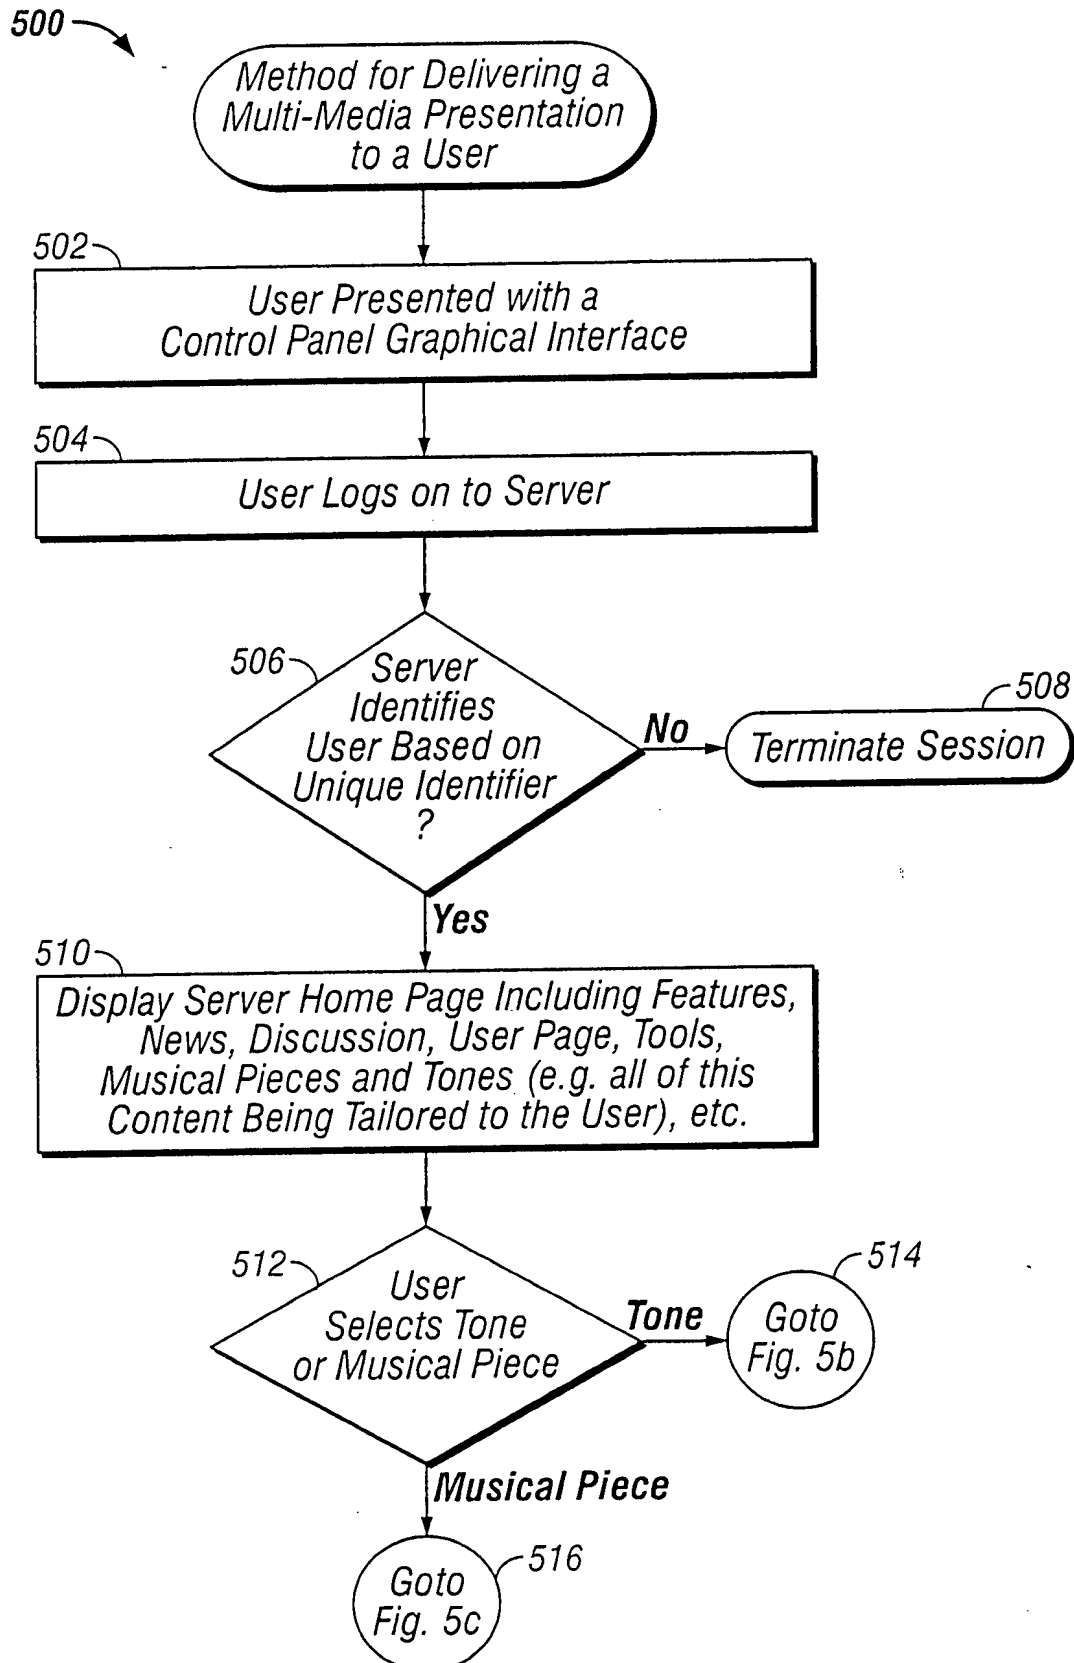 500
Method for Delivering a
Multi-Media Presentation
to a User
502
User Presented with a
Control Panel Graphical Interface
504
User Logs on to Server
506
Server
Identifies
User Based on
Unique Identifier
?
No
508
Terminate Session
Yes
510
Display Server Home Page Including Features,
News, Discussion, User Page, Tools,
Musical Pieces and Tones (e.g. all of this
Content Being Tailored to the User), etc.
512
User
Selects Tone
or Musical Piece
Tone
514
Goto
Fig. 5b
Musical Piece
516
Goto
Fig. 5c